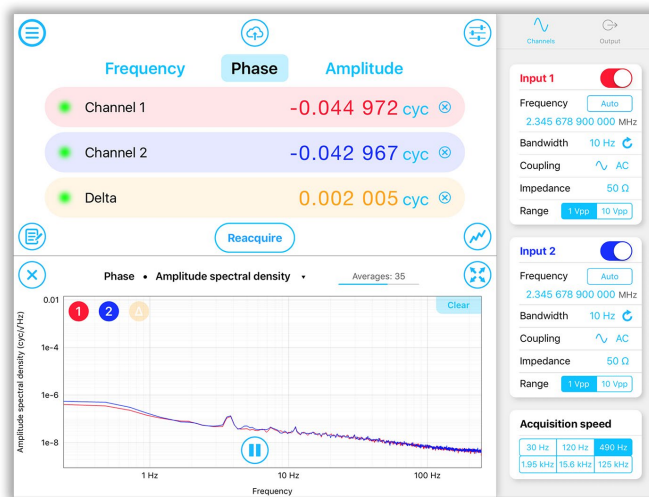 Channels Output
Frequency Phase Amplitude
Channel 1 -0.044 972 cyc
Channel 2 -0.042 967 cyc
Delta 0.002 005 cyc
Reacquire
Phase • Amplitude spectral density Averages: 35
Clear
1 2 Δ
Amplitude spectral density (cyc/√Hz)
0.01
1e-4
1e-6
1e-8
1 Hz 10 Hz 100 Hz
Frequency
Input 1
Frequency Auto
2.345 678 900 000 MHz
Bandwidth 10 Hz
Coupling AC
Impedance 50 Ω
Range 1 Vpp 10 Vpp
Input 2
Frequency Auto
2.345 678 900 000 MHz
Bandwidth 10 Hz
Coupling AC
Impedance 50 Ω
Range 1 Vpp 10 Vpp
Acquisition speed
30 Hz 120 Hz 490 Hz
1.95 kHz 15.6 kHz 125 kHz